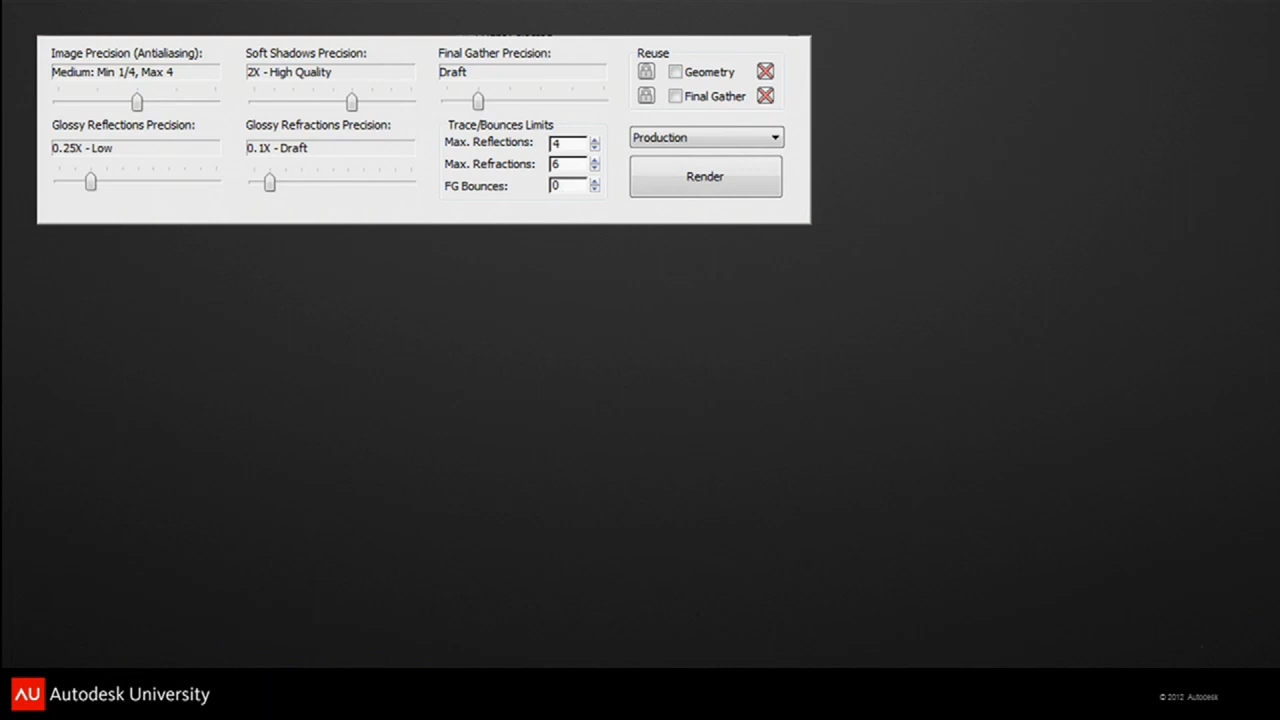 Image Precision (Antialiasing):
Medium: Min 1/4, Max 4
Soft Shadows Precision:
2X - High Quality
Final Gather Precision:
Draft
Reuse
Geometry
Final Gather
Glossy Reflections Precision:
0.25X - Low
Glossy Refractions Precision:
0.1X - Draft
Trace/Bounces Limits
Max. Reflections: 4
Max. Refractions: 6
FG Bounces: 0
Production
Render
AU Autodesk University
© 2012 Autodesk